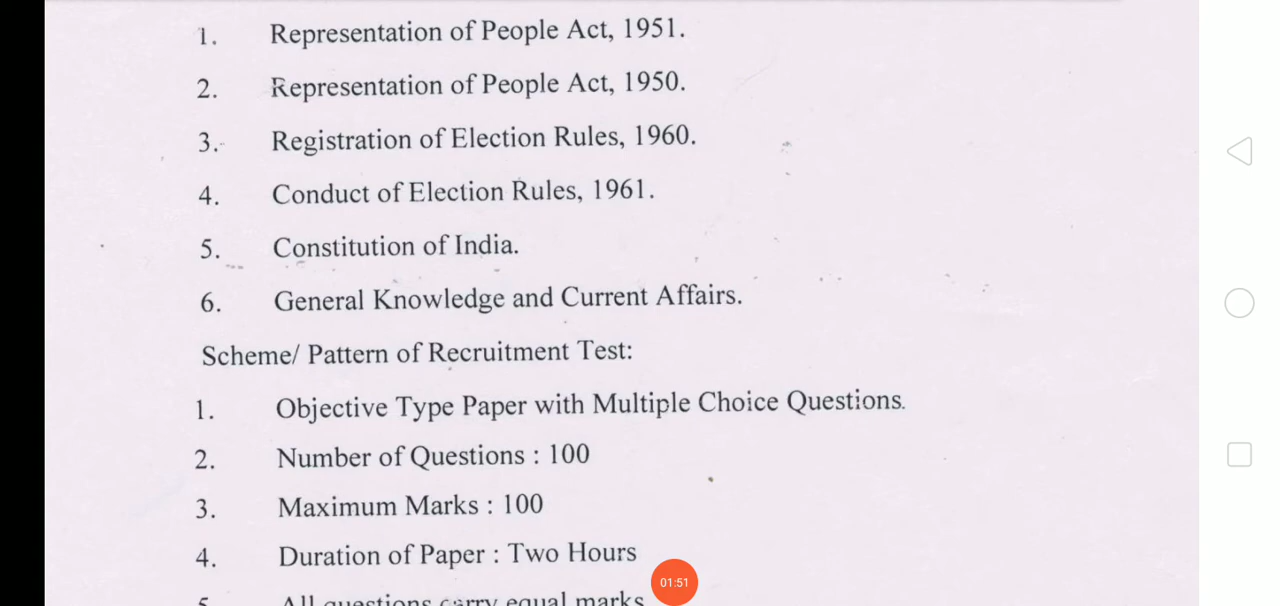 1. Representation of People Act, 1951.
2. Representation of People Act, 1950.
3. Registration of Election Rules, 1960.
4. Conduct of Election Rules, 1961.
5. Constitution of India.
6. General Knowledge and Current Affairs.
Scheme/ Pattern of Recruitment Test:
1. Objective Type Paper with Multiple Choice Questions.
2. Number of Questions : 100
3. Maximum Marks : 100
4. Duration of Paper : Two Hours
5. All questions carry equal marks
01:51